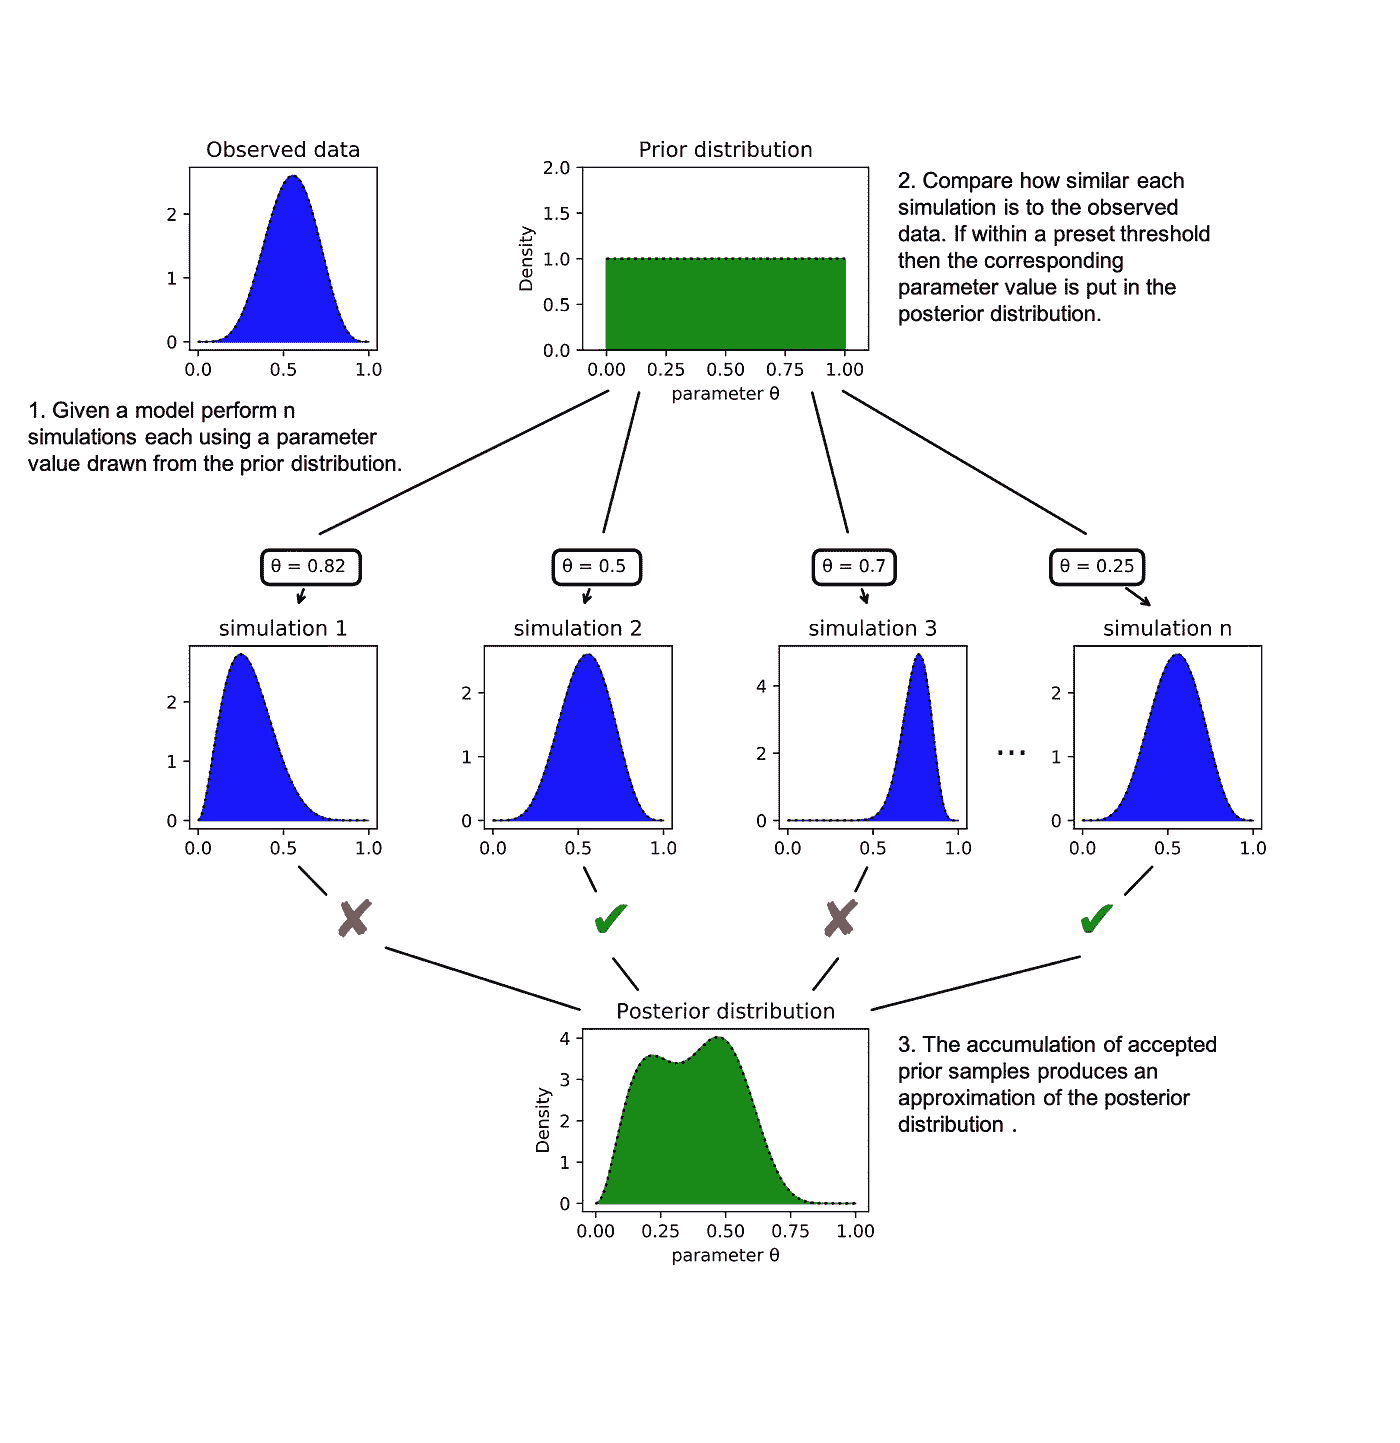 Observed data
2
1
0
0.0 0.5 1.0
Prior distribution
2.0
1.5
1.0
0.5
0.0
Density
0.00 0.25 0.50 0.75 1.00
parameter θ
2. Compare how similar each
simulation is to the observed
data. If within a preset threshold
then the corresponding
parameter value is put in the
posterior distribution.
1. Given a model perform n
simulations each using a parameter
value drawn from the prior distribution.
θ = 0.82
θ = 0.5
θ = 0.7
θ = 0.25
simulation 1
2
1
0
0.0 0.5 1.0
simulation 2
2
1
0
0.0 0.5 1.0
simulation 3
4
2
0
0.0 0.5 1.0
...
simulation n
2
1
0
0.0 0.5 1.0
Posterior distribution
4
3
2
1
0
Density
0.00 0.25 0.50 0.75 1.00
parameter θ
3. The accumulation of accepted
prior samples produces an
approximation of the posterior
distribution .